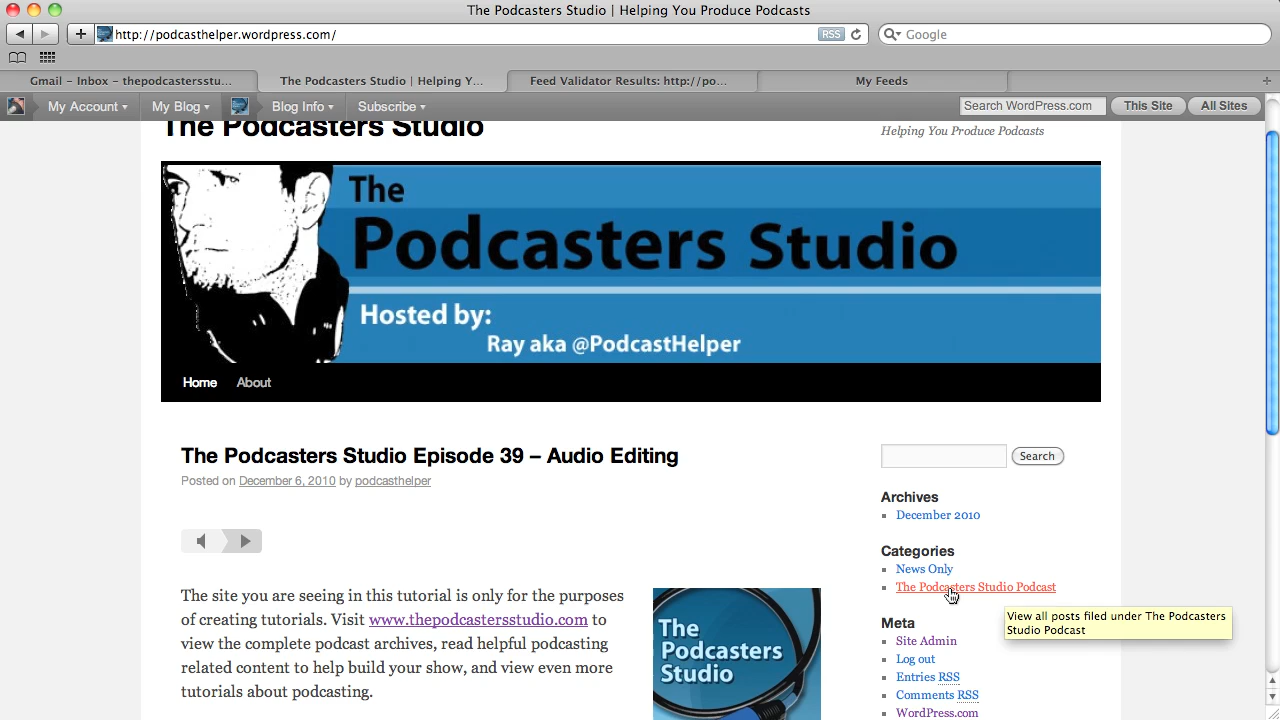 The Podcasters Studio | Helping You Produce Podcasts
http://podcasthelper.wordpress.com/
RSS
Google
Gmail – Inbox – thepodcastersstu...
The Podcasters Studio | Helping Y...
Feed Validator Results: http://po...
My Feeds
My Account
My Blog
Blog Info
Subscribe
Search WordPress.com
This Site
All Sites
The Podcasters Studio
Helping You Produce Podcasts
The
Podcasters Studio
Hosted by:
Ray aka @PodcastHelper
Home
About
The Podcasters Studio Episode 39 – Audio Editing
Posted on December 6, 2010 by podcasthelper
The site you are seeing in this tutorial is only for the purposes
of creating tutorials. Visit www.thepodcastersstudio.com to
view the complete podcast archives, read helpful podcasting
related content to help build your show, and view even more
tutorials about podcasting.
The
Podcasters
Studio
Search
Archives
December 2010
Categories
News Only
The Podcasters Studio Podcast
View all posts filed under The Podcasters
Studio Podcast
Meta
Site Admin
Log out
Entries RSS
Comments RSS
WordPress.com